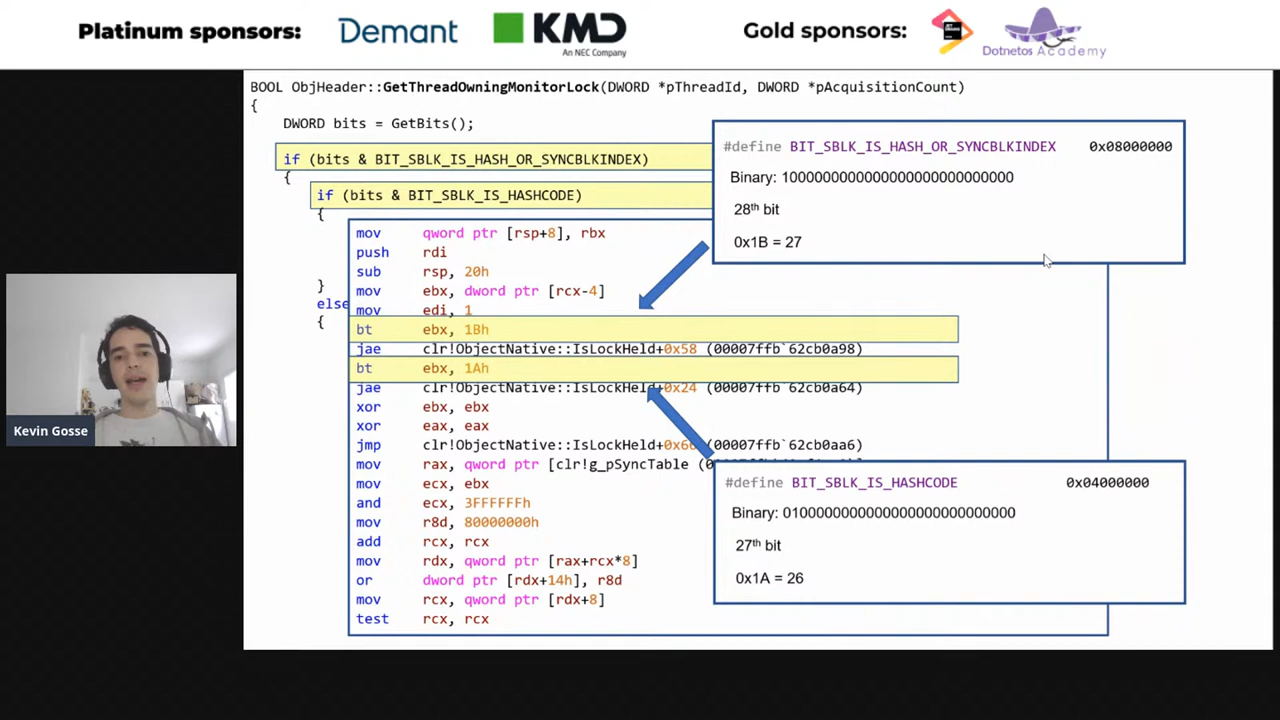 Platinum sponsors: Demant KMD Gold sponsors:
An NEC Company
Dotnetos Academy
BOOL ObjHeader::GetThreadOwningMonitorLock(DWORD *pThreadId, DWORD *pAcquisitionCount)
{
DWORD bits = GetBits();
if (bits & BIT_SBLK_IS_HASH_OR_SYNCBLKINDEX)
{
if (bits & BIT_SBLK_IS_HASHCODE)
{
}
else
{
#define BIT_SBLK_IS_HASH_OR_SYNCBLKINDEX 0x08000000
Binary: 1000000000000000000000000000
28th bit
0x1B = 27
mov qword ptr [rsp+8], rbx
push rdi
sub rsp, 20h
mov ebx, dword ptr [rcx-4]
mov edi, 1
bt ebx, 1Bh
jae clr!ObjectNative::IsLockHeld+0x58 (00007ffb`62cb0a98)
bt ebx, 1Ah
jae clr!ObjectNative::IsLockHeld+0x24 (00007ffb`62cb0a64)
xor ebx, ebx
xor eax, eax
jmp clr!ObjectNative::IsLockHeld+0x66 (00007ffb`62cb0aa6)
mov rax, qword ptr [clr!g_pSyncTable
mov ecx, ebx
and ecx, 3FFFFFFh
mov r8d, 80000000h
add rcx, rcx
mov rdx, qword ptr [rax+rcx*8]
or dword ptr [rdx+14h], r8d
mov rcx, qword ptr [rdx+8]
test rcx, rcx
#define BIT_SBLK_IS_HASHCODE 0x04000000
Binary: 0100000000000000000000000000
27th bit
0x1A = 26
Kevin Gosse